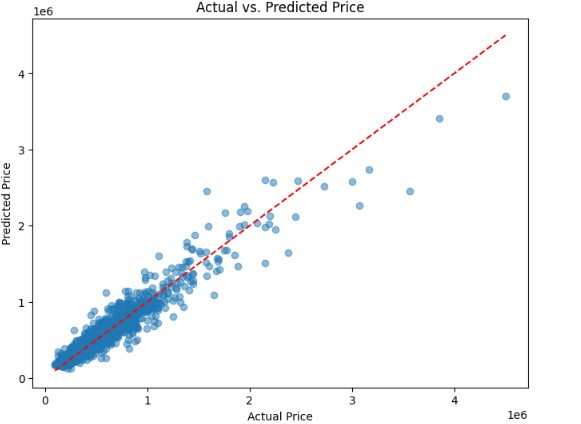 Actual vs. Predicted Price
1e6
4
3
2
1
0
Predicted Price
0 1 2 3 4
Actual Price
1e6